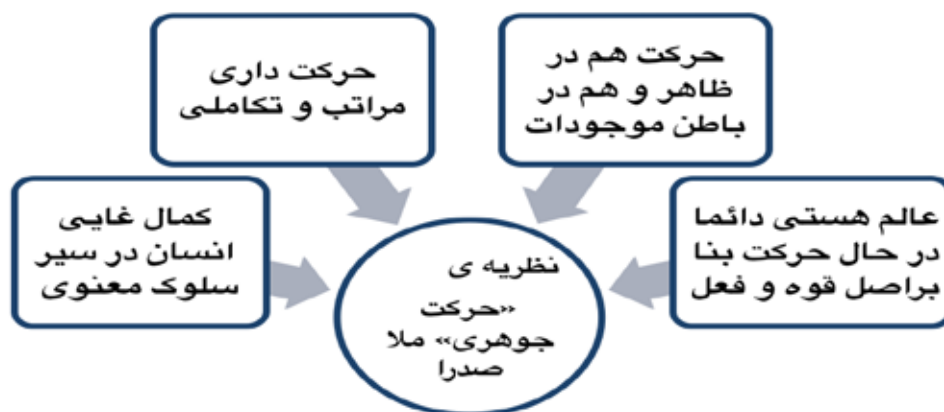 حرکت هم در
ظاهر و هم در
باطن موجودات
حرکت داری
مراتب و تکاملی
عالم هستی دائما
در حال حرکت بنا
براصل قوه و فعل
کمال غایی
انسان در سیر
سلوک معنوی
نظریه ی
«حرکت
جوهری» ملا
صدرا